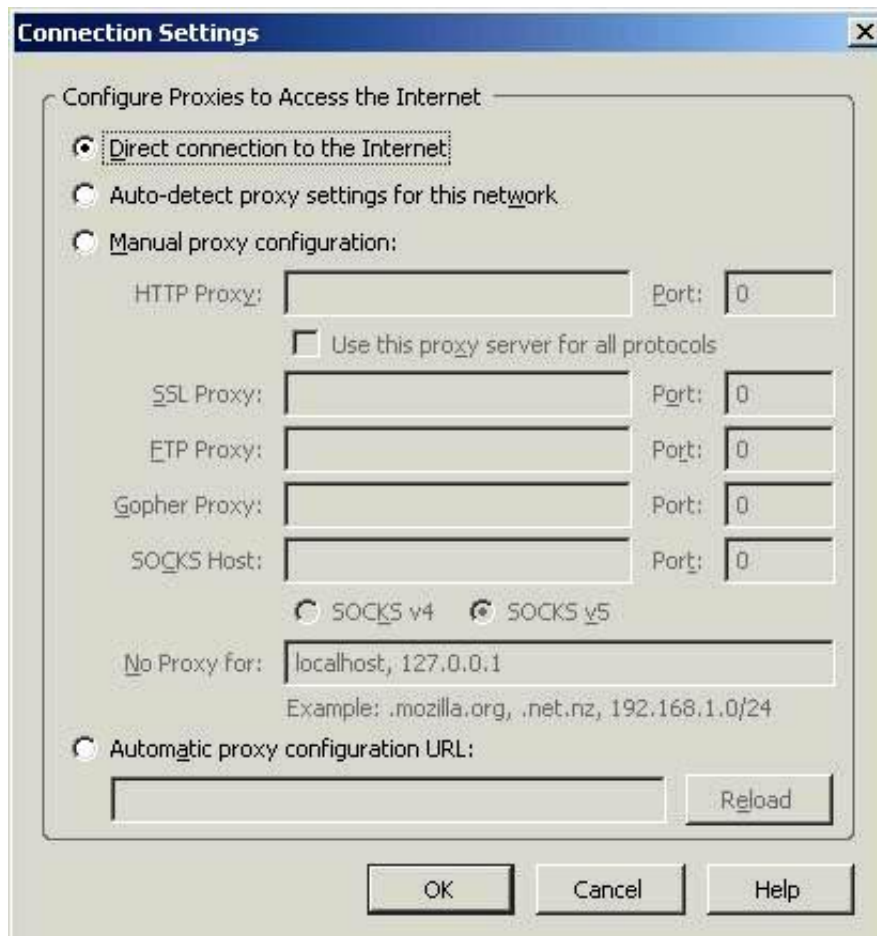 Connection Settings
Configure Proxies to Access the Internet
Direct connection to the Internet
Auto-detect proxy settings for this network
Manual proxy configuration:
HTTP Proxy: Port: 0
Use this proxy server for all protocols
SSL Proxy: Port: 0
FTP Proxy: Port: 0
Gopher Proxy: Port: 0
SOCKS Host: Port: 0
SOCKS v4 SOCKS v5
No Proxy for: localhost, 127.0.0.1
Example: .mozilla.org, .net.nz, 192.168.1.0/24
Automatic proxy configuration URL:
Reload
OK Cancel Help